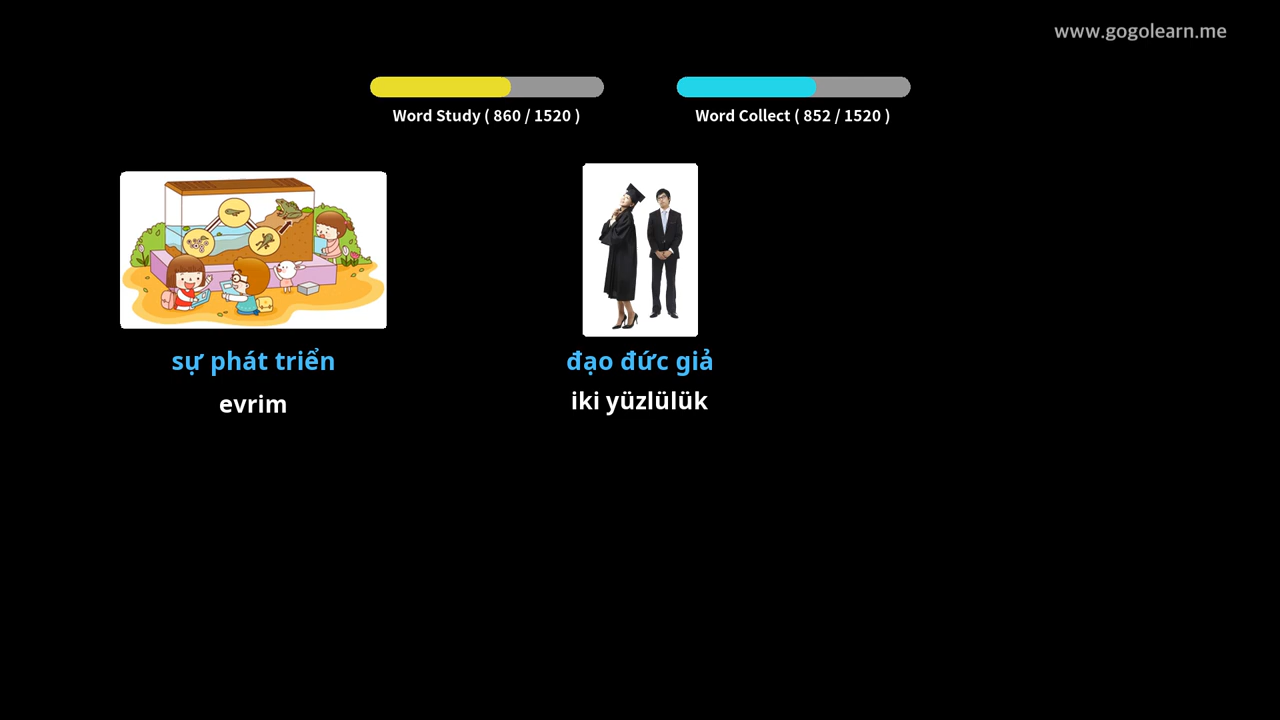 www.gogolearn.me
Word Study ( 860 / 1520 )
Word Collect ( 852 / 1520 )
sự phát triển
evrim
đạo đức giả
iki yüzlülük